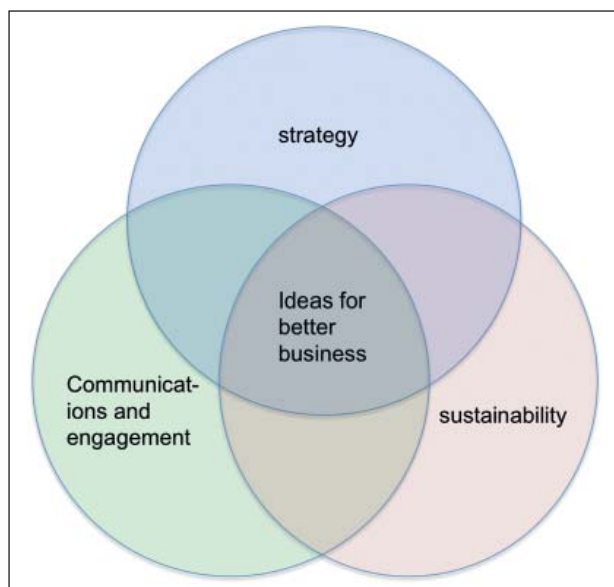 strategy
Ideas for
better
business
Communicat-
ions and
engagement
sustainability